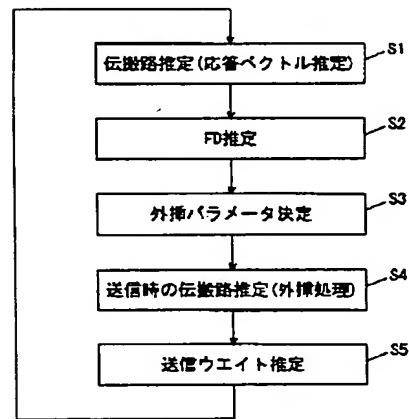 伝搬路推定(応答ベクトル推定)
S1
FD推定
S2
外挿パラメータ決定
S3
送信時の伝搬路推定(外挿処理)
S4
送信ウエイト推定
S5